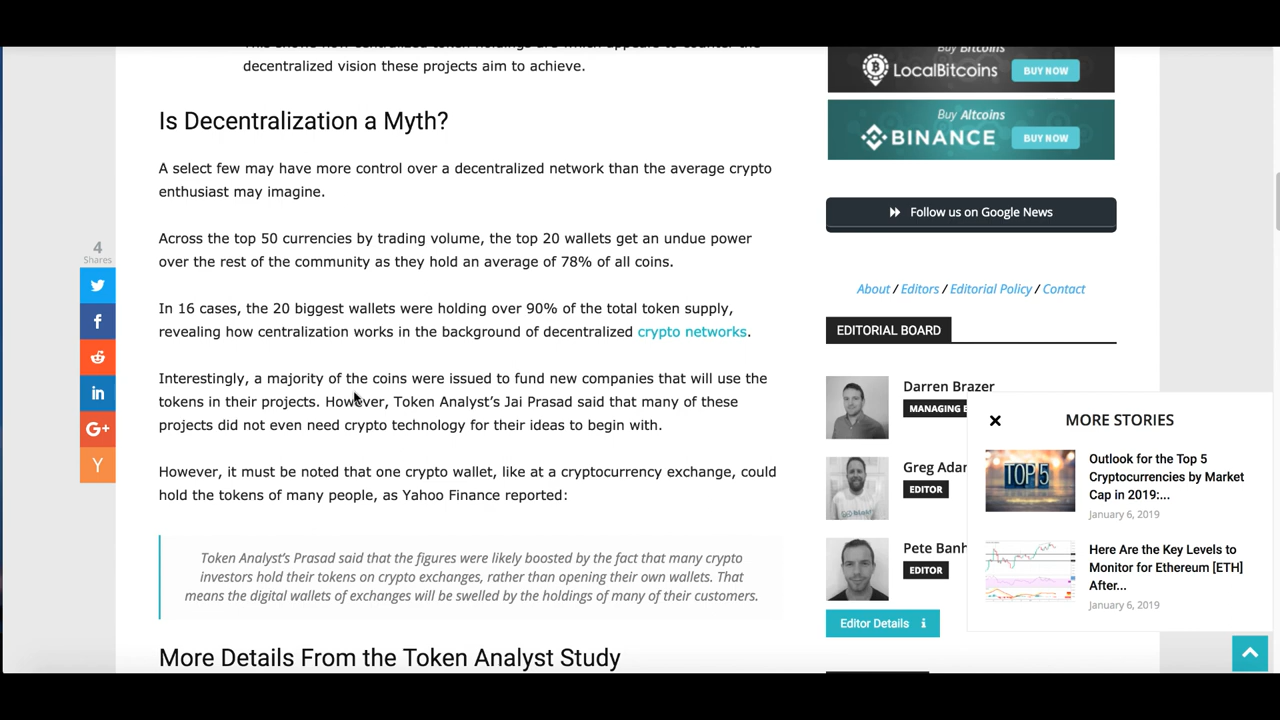 This shows how centralized token holdings are which appears to counter the
decentralized vision these projects aim to achieve.
Is Decentralization a Myth?
A select few may have more control over a decentralized network than the average crypto
enthusiast may imagine.
Across the top 50 currencies by trading volume, the top 20 wallets get an undue power
over the rest of the community as they hold an average of 78% of all coins.
In 16 cases, the 20 biggest wallets were holding over 90% of the total token supply,
revealing how centralization works in the background of decentralized crypto networks.
Interestingly, a majority of the coins were issued to fund new companies that will use the
tokens in their projects. However, Token Analyst's Jai Prasad said that many of these
projects did not even need crypto technology for their ideas to begin with.
However, it must be noted that one crypto wallet, like at a cryptocurrency exchange, could
hold the tokens of many people, as Yahoo Finance reported:
Token Analyst's Prasad said that the figures were likely boosted by the fact that many crypto
investors hold their tokens on crypto exchanges, rather than opening their own wallets. That
means the digital wallets of exchanges will be swelled by the holdings of many of their customers.
More Details From the Token Analyst Study
4
Shares
G+
Y
Buy Bitcoins
LocalBitcoins
BUY NOW
Buy Altcoins
BINANCE
BUY NOW
Follow us on Google News
About / Editors / Editorial Policy / Contact
EDITORIAL BOARD
Darren Brazer
MANAGING E
Greg Adar
EDITOR
Pete Banh
EDITOR
Editor Details i
MORE STORIES
TOP 5
Outlook for the Top 5
Cryptocurrencies by Market
Cap in 2019:...
January 6, 2019
Here Are the Key Levels to
Monitor for Ethereum [ETH]
After...
January 6, 2019